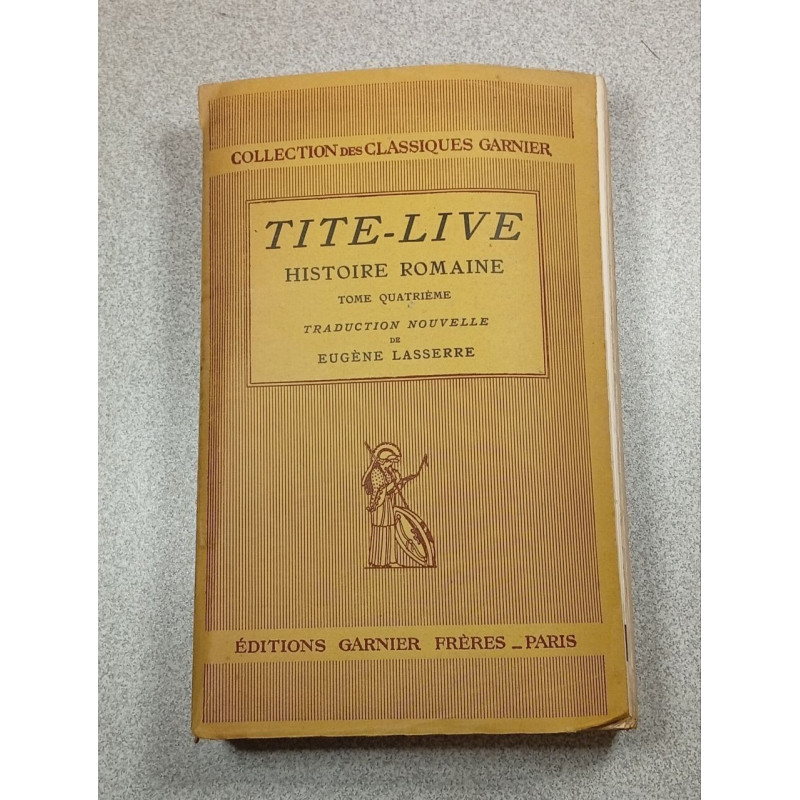 COLLECTION DES CLASSIQUES GARNIER
TITE-LIVE
HISTOIRE ROMAINE
TOME QUATRIÈME
TRADUCTION NOUVELLE
DE
EUGÈNE LASSERRE
ÉDITIONS GARNIER FRÈRES _ PARIS